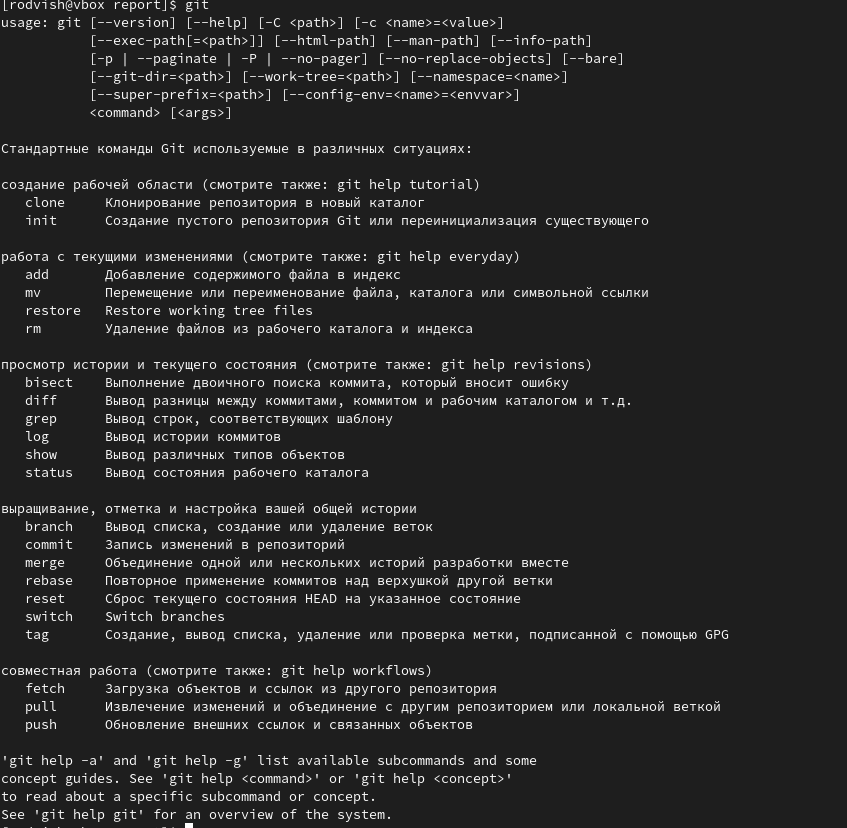 [rodvish@vbox report]$ git
usage: git [--version] [--help] [-C <path>] [-c <name>=<value>]
           [--exec-path[=<path>]] [--html-path] [--man-path] [--info-path]
           [-p | --paginate | -P | --no-pager] [--no-replace-objects] [--bare]
           [--git-dir=<path>] [--work-tree=<path>] [--namespace=<name>]
           [--super-prefix=<path>] [--config-env=<name>=<envvar>]
           <command> [<args>]

Стандартные команды Git используемые в различных ситуациях:

создание рабочей области (смотрите также: git help tutorial)
   clone     Клонирование репозитория в новый каталог
   init      Создание пустого репозитория Git или переинициализация существующего

работа с текущими изменениями (смотрите также: git help everyday)
   add       Добавление содержимого файла в индекс
   mv        Перемещение или переименование файла, каталога или символьной ссылки
   restore   Restore working tree files
   rm        Удаление файлов из рабочего каталога и индекса

просмотр истории и текущего состояния (смотрите также: git help revisions)
   bisect    Выполнение двоичного поиска коммита, который вносит ошибку
   diff      Вывод разницы между коммитами, коммитом и рабочим каталогом и т.д.
   grep      Вывод строк, соответствующих шаблону
   log       Вывод истории коммитов
   show      Вывод различных типов объектов
   status    Вывод состояния рабочего каталога

выращивание, отметка и настройка вашей общей истории
   branch    Вывод списка, создание или удаление веток
   commit    Запись изменений в репозиторий
   merge     Объединение одной или нескольких историй разработки вместе
   rebase    Повторное применение коммитов над верхушкой другой ветки
   reset     Сброс текущего состояния HEAD на указанное состояние
   switch    Switch branches
   tag       Создание, вывод списка, удаление или проверка метки, подписанной с помощью GPG

совместная работа (смотрите также: git help workflows)
   fetch     Загрузка объектов и ссылок из другого репозитория
   pull      Извлечение изменений и объединение с другим репозиторием или локальной веткой
   push      Обновление внешних ссылок и связанных объектов

'git help -a' and 'git help -g' list available subcommands and some
concept guides. See 'git help <command>' or 'git help <concept>'
to read about a specific subcommand or concept.
See 'git help git' for an overview of the system.